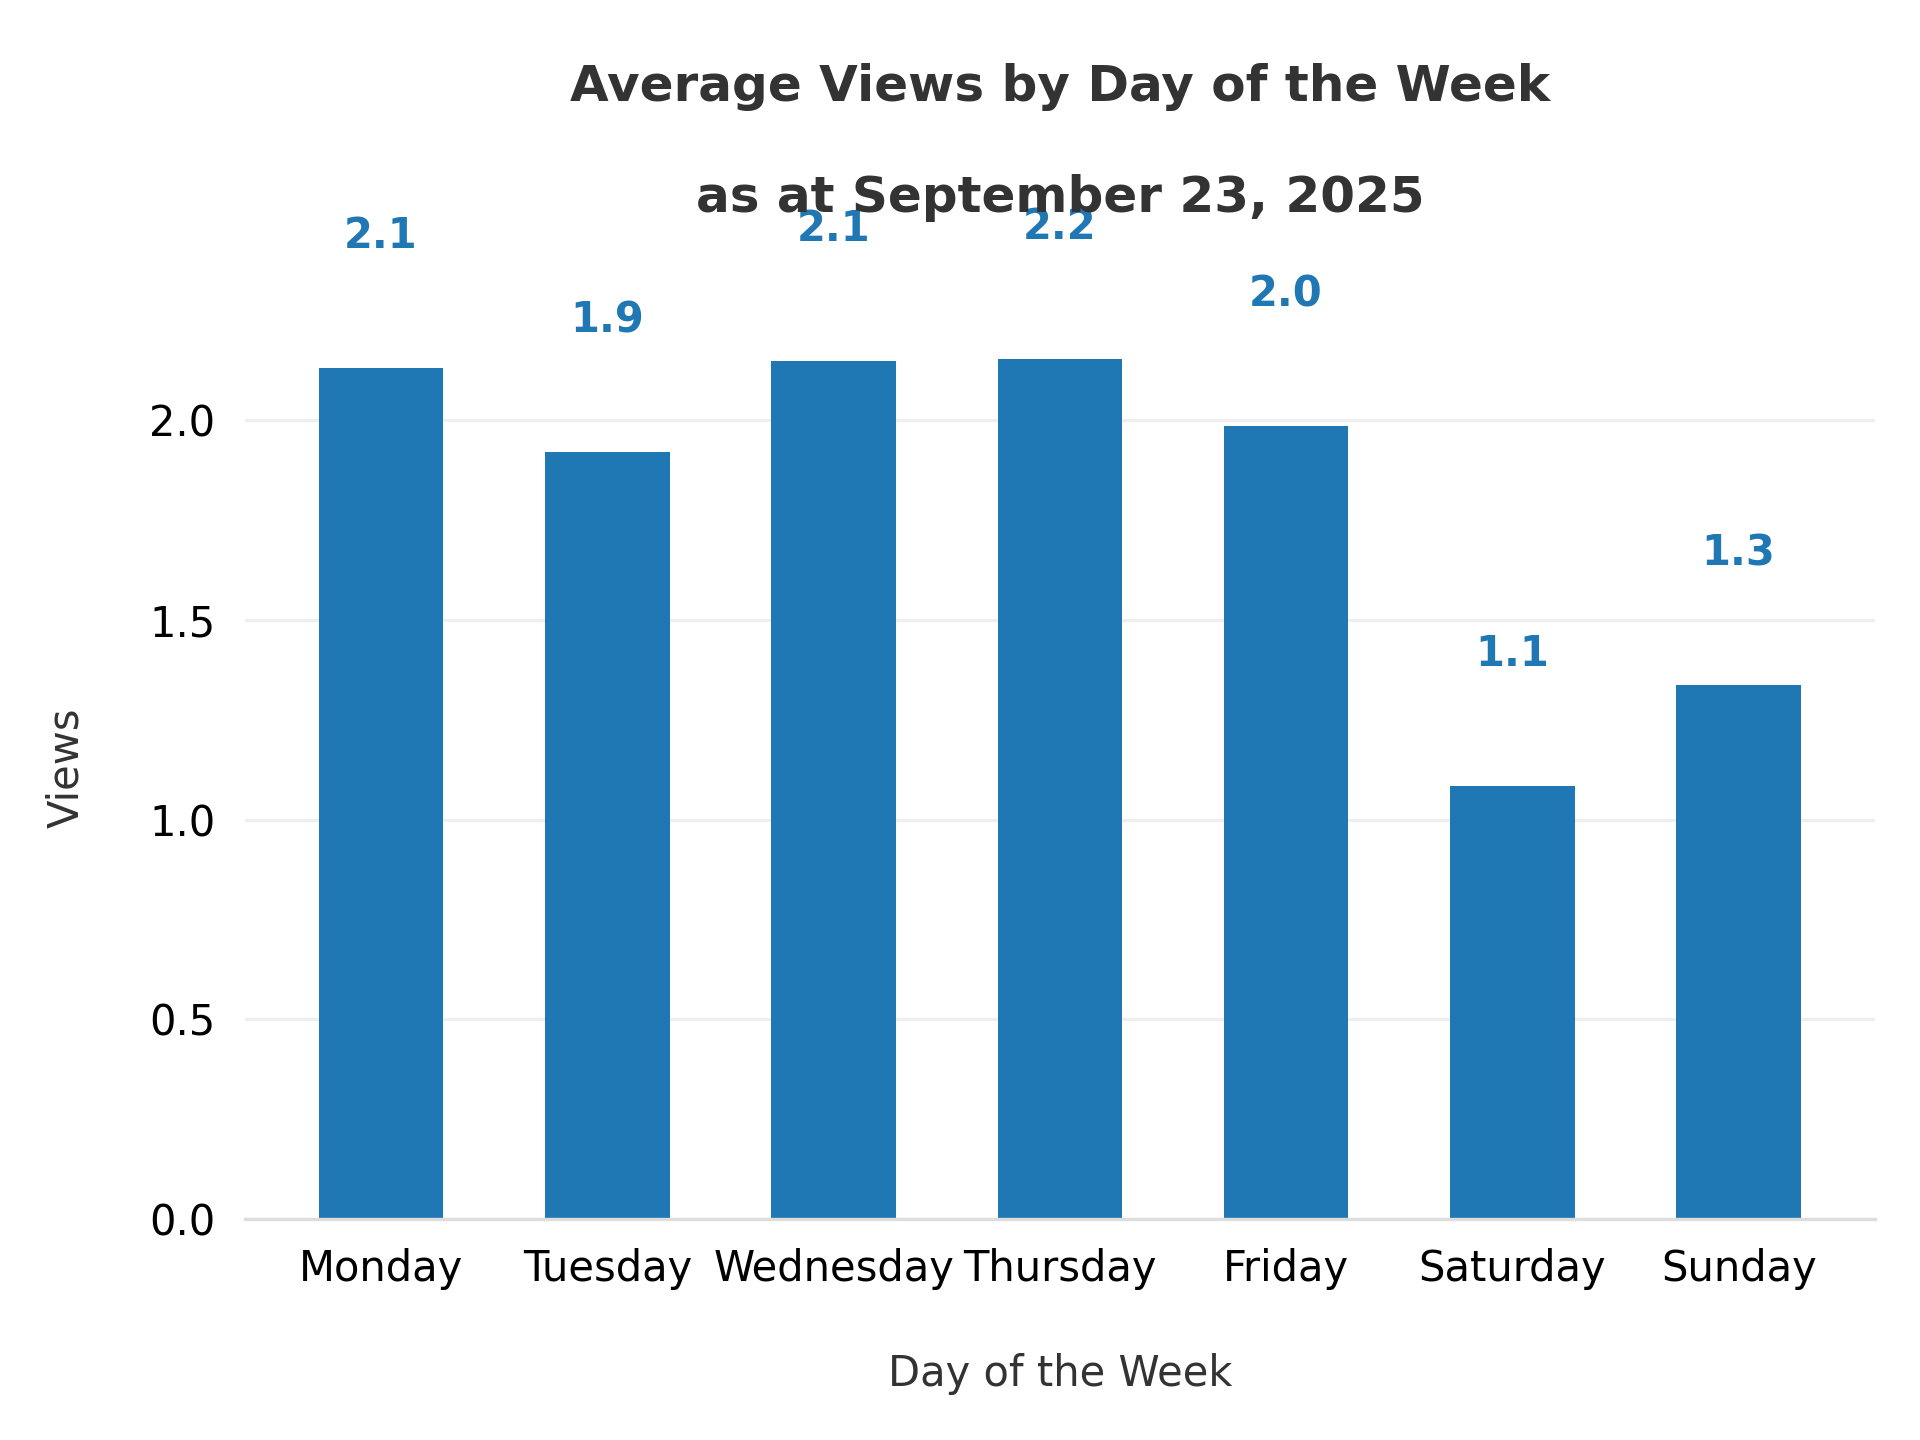 Average Views by Day of the Week
as at September 23, 2025
2.1
1.9
2.1
2.2
2.0
1.1
1.3
2.0
1.5
1.0
0.5
0.0
Views
Monday Tuesday Wednesday Thursday Friday Saturday Sunday
Day of the Week